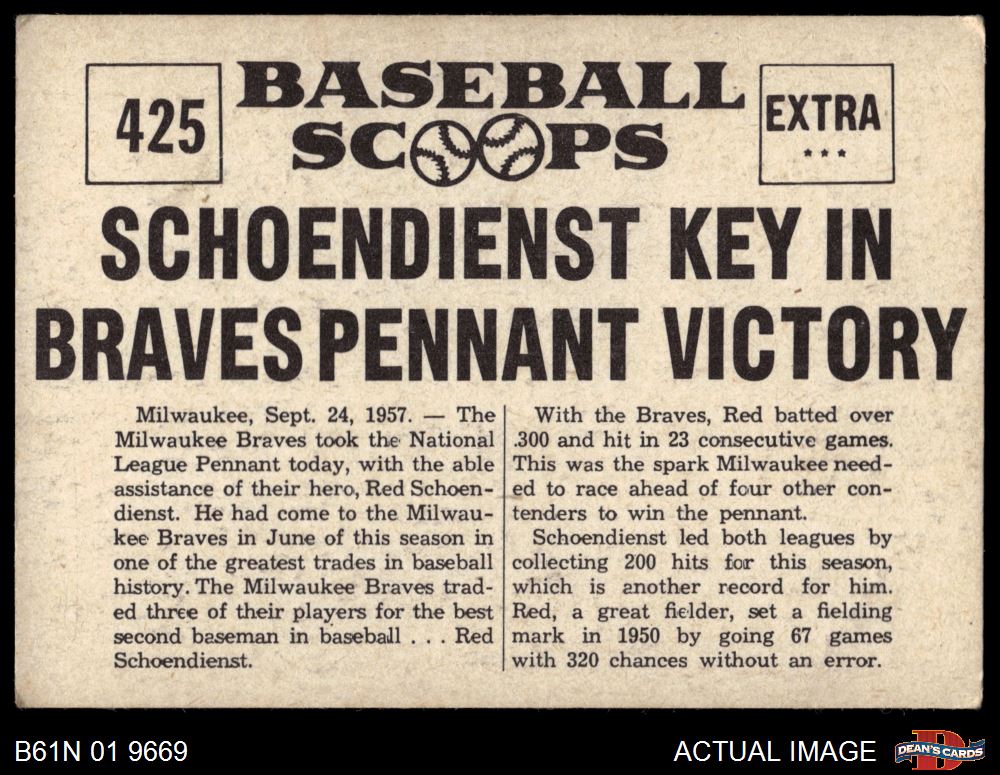 425
BASEBALL
SCOOPS
EXTRA
***
SCHOENDIENST KEY IN
BRAVES PENNANT VICTORY
Milwaukee, Sept. 24, 1957. — The
Milwaukee Braves took the National
League Pennant today, with the able
assistance of their hero, Red Schoen-
dienst. He had come to the Milwau-
kee Braves in June of this season in
one of the greatest trades in baseball
history. The Milwaukee Braves trad-
ed three of their players for the best
second baseman in baseball . . . Red
Schoendienst.
With the Braves, Red batted over
.300 and hit in 23 consecutive games.
This was the spark Milwaukee need-
ed to race ahead of four other con-
tenders to win the pennant.
Schoendienst led both leagues by
collecting 200 hits for this season,
which is another record for him.
Red, a great fielder, set a fielding
mark in 1950 by going 67 games
with 320 chances without an error.
B61N 01 9669
ACTUAL IMAGE
DEAN'S CARDS